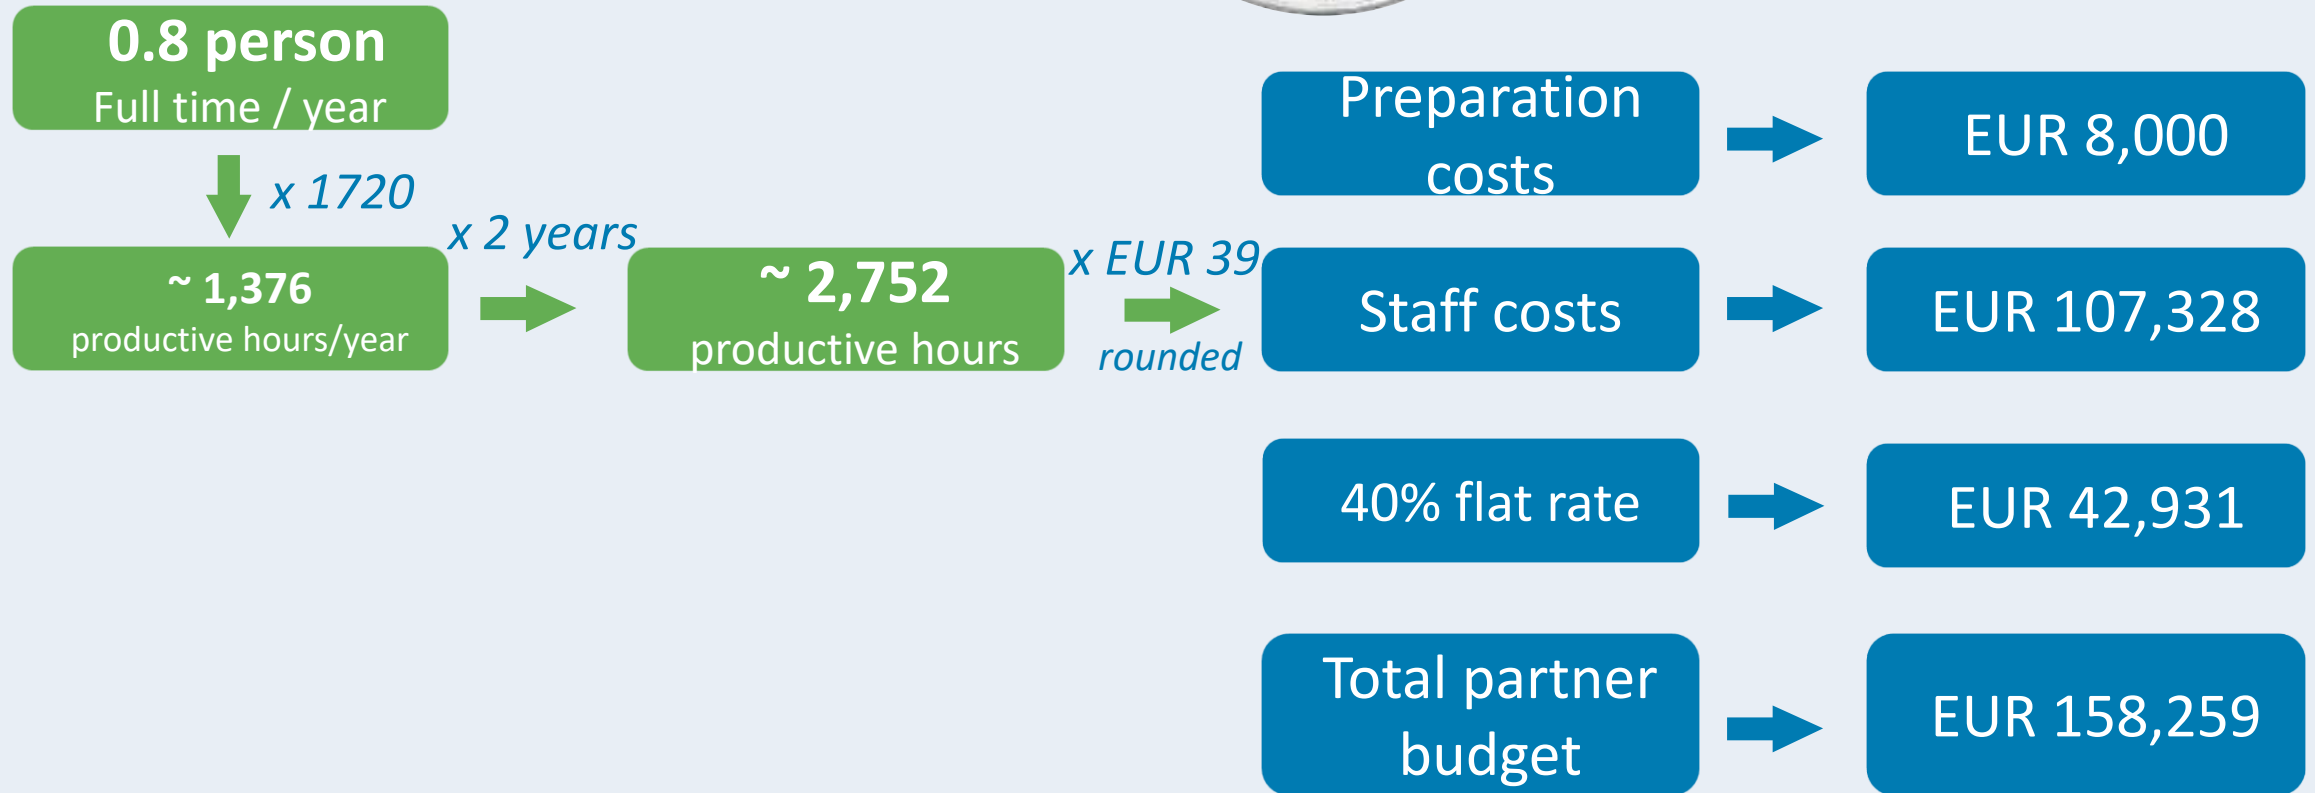 0.8 person
Full time / year
x 1720
~ 1,376
productive hours/year
x 2 years
~ 2,752
productive hours
x EUR 39
rounded
Preparation
costs
EUR 8,000
Staff costs
EUR 107,328
40% flat rate
EUR 42,931
Total partner
budget
EUR 158,259